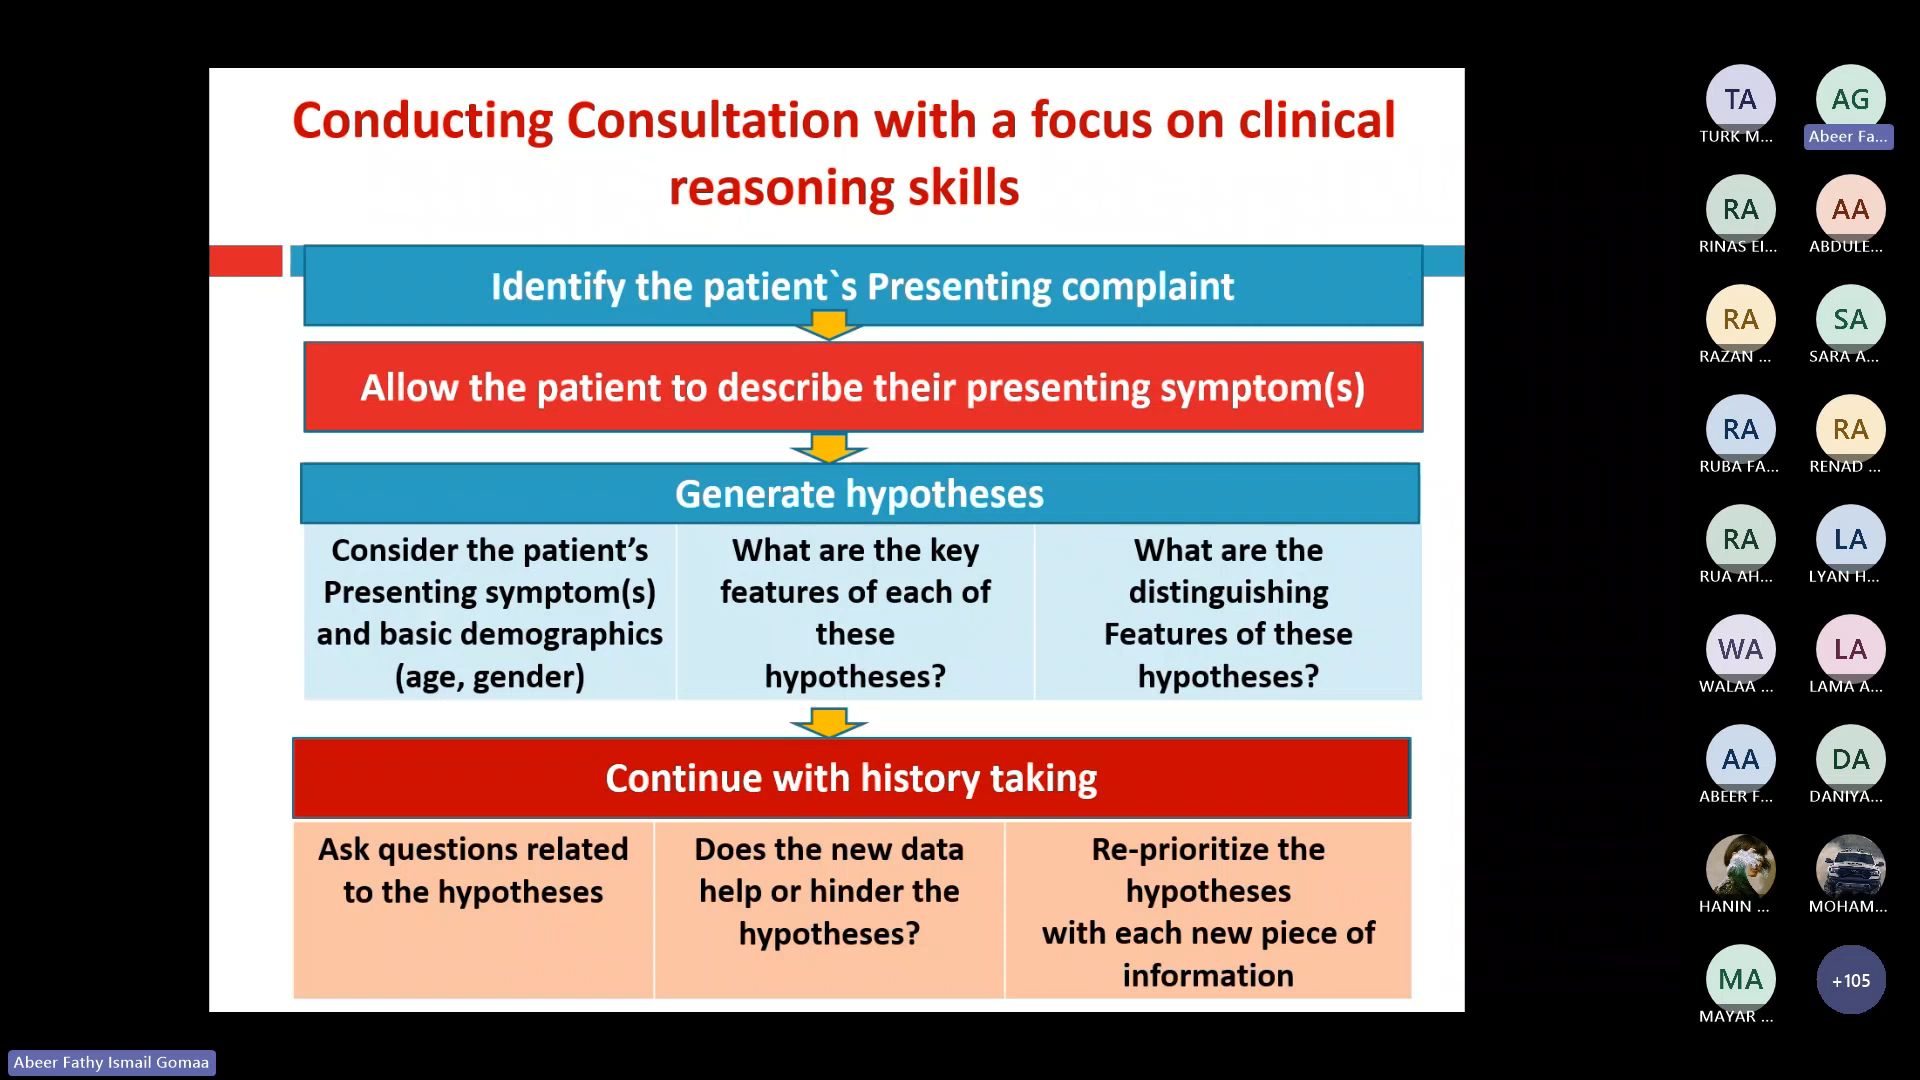 Conducting Consultation with a focus on clinical
reasoning skills
Identify the patient`s Presenting complaint
Allow the patient to describe their presenting symptom(s)
Generate hypotheses
Consider the patient’s
Presenting symptom(s)
and basic demographics
(age, gender)
What are the key
features of each of
these
hypotheses?
What are the
distinguishing
Features of these
hypotheses?
Continue with history taking
Ask questions related
to the hypotheses
Does the new data
help or hinder the
hypotheses?
Re-prioritize the
hypotheses
with each new piece of
information
TA
TURK M...
AG
Abeer Fa...
RA
RINAS EI...
AA
ABDULE...
RA
RAZAN ...
SA
SARA A...
RA
RUBA FA...
RA
RENAD ...
RA
RUA AH...
LA
LYAN H...
WA
WALAA ...
LA
LAMA A...
AA
ABEER F...
DA
DANIYA...
HANIN ...
MOHAM...
MA
MAYAR ...
+105
Abeer Fathy Ismail Gomaa